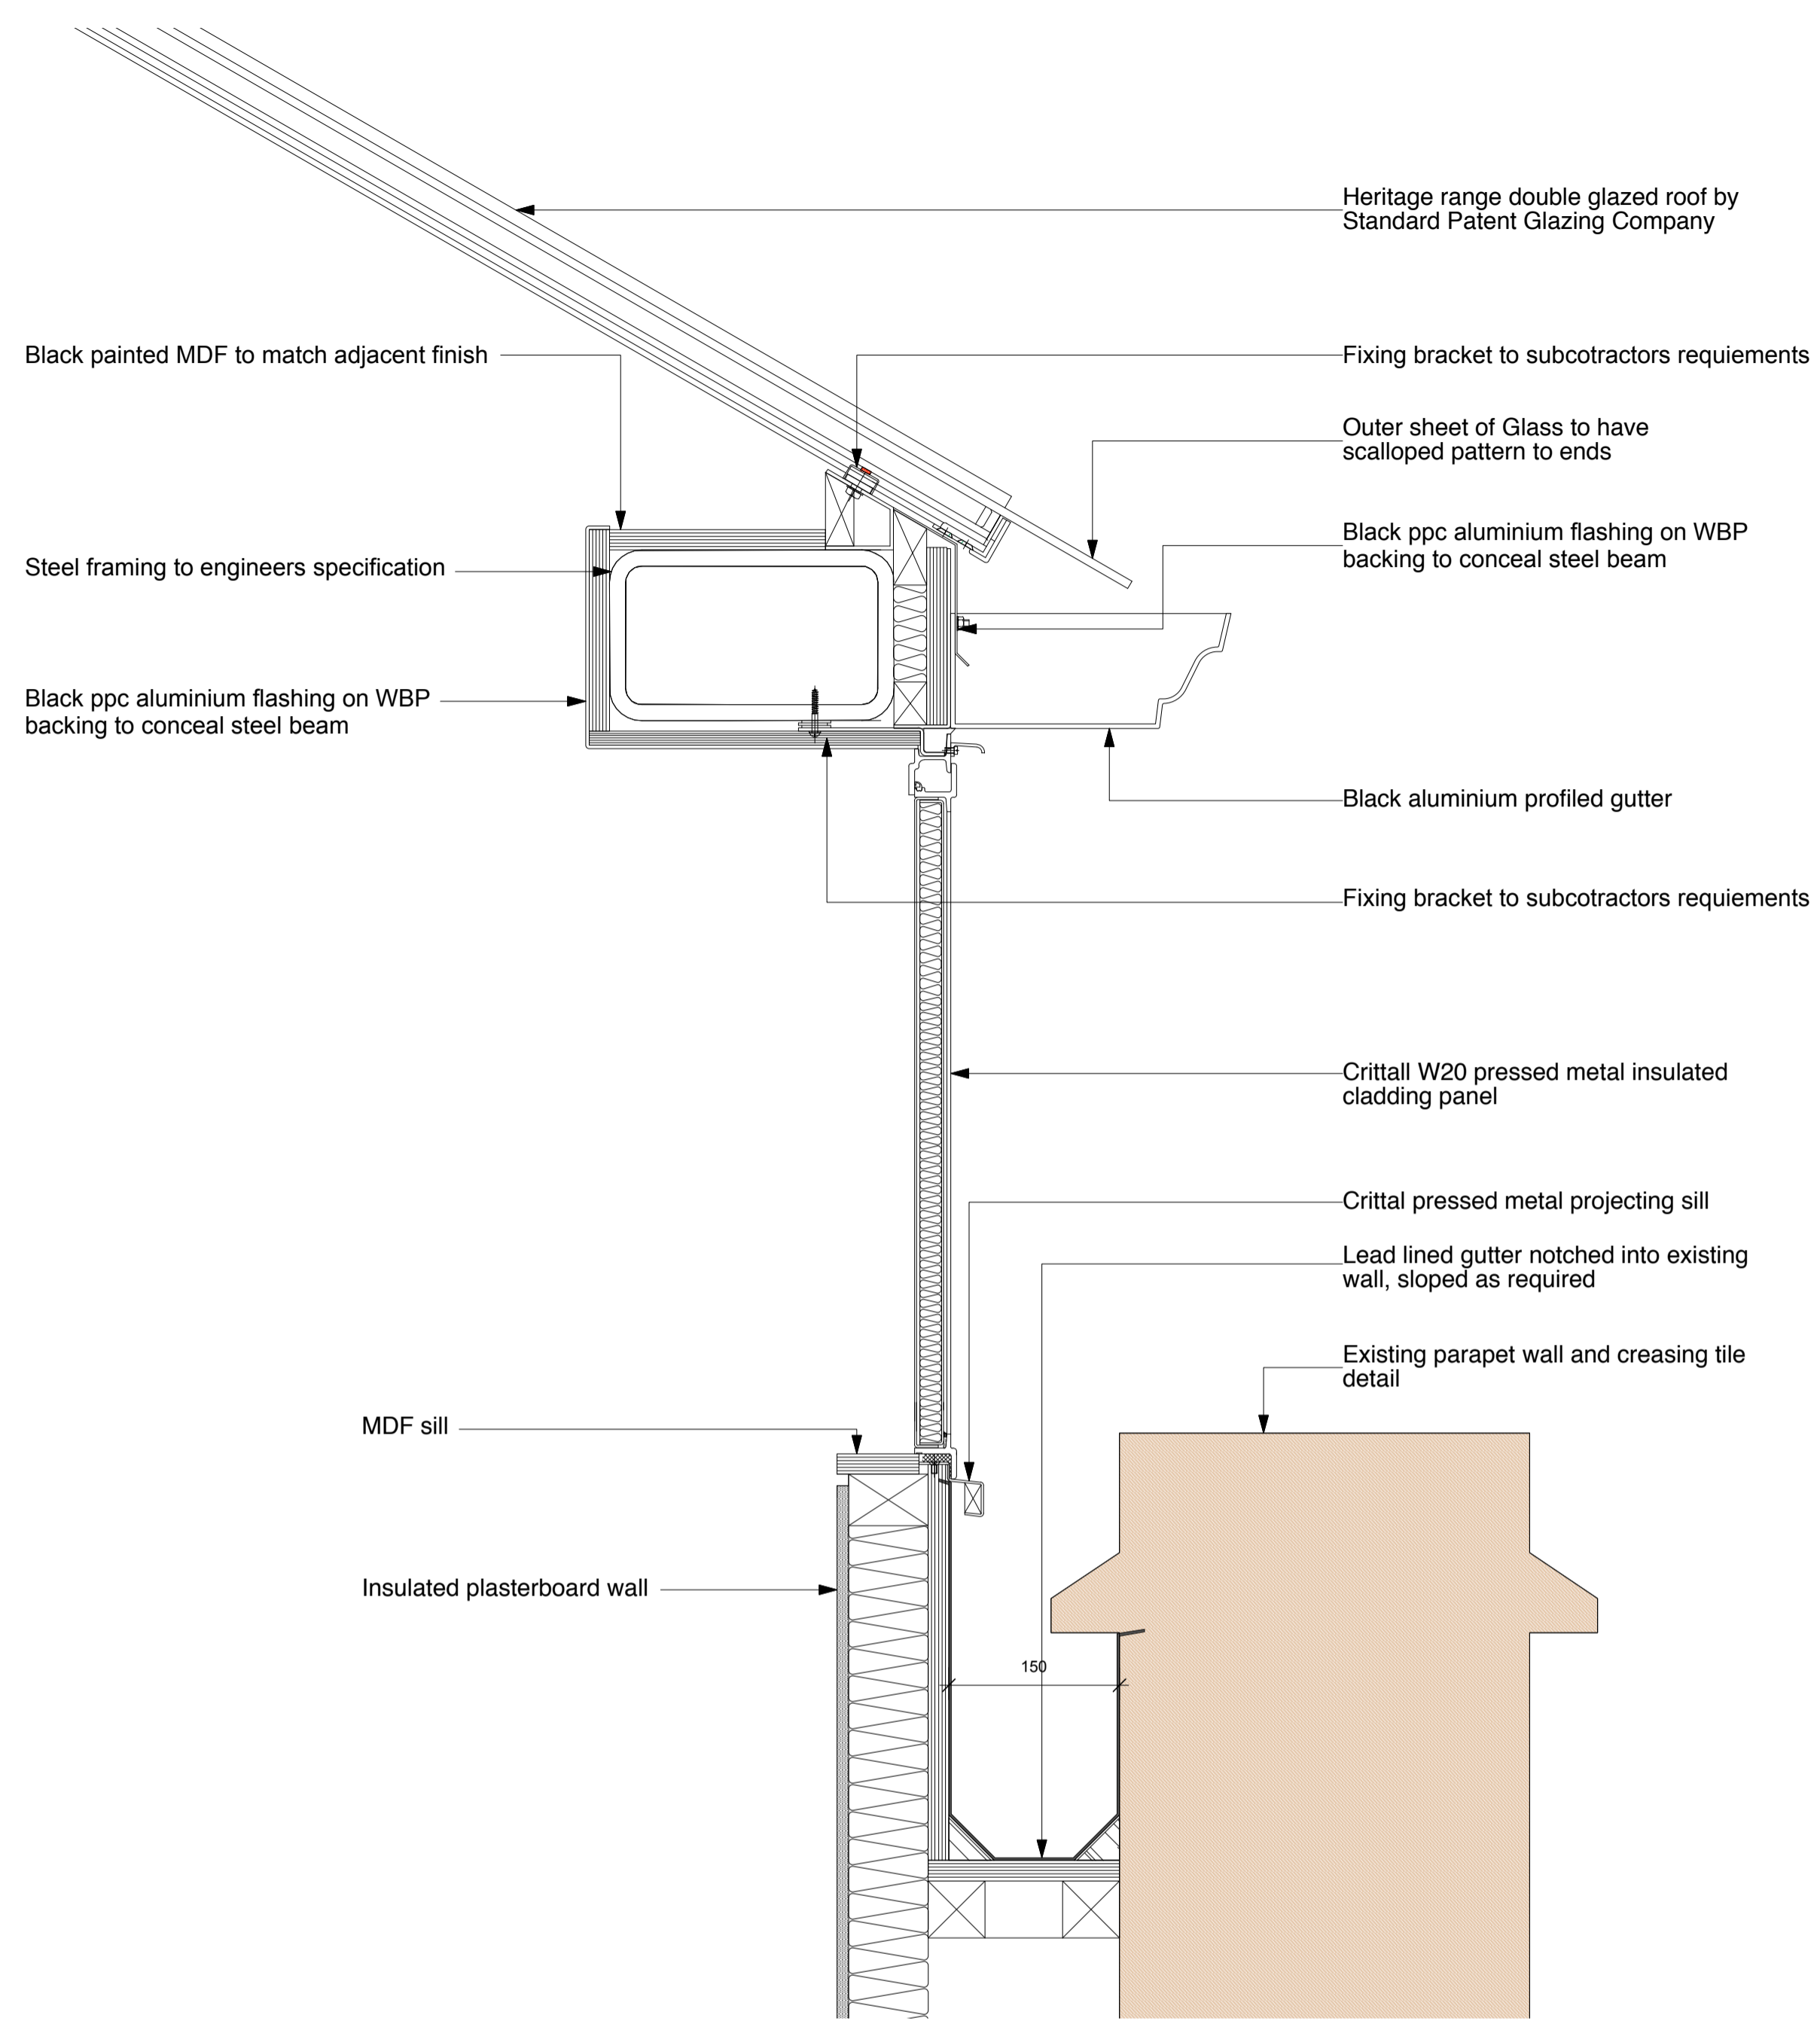 Heritage range double glazed roof by
Standard Patent Glazing Company
Black painted MDF to match adjacent finish
Fixing bracket to subcotractors requiements
Outer sheet of Glass to have
scalloped pattern to ends
Black ppc aluminium flashing on WBP
backing to conceal steel beam
Steel framing to engineers specification
Black ppc aluminium flashing on WBP
backing to conceal steel beam
Black aluminium profiled gutter
Fixing bracket to subcotractors requiements
Crittall W20 pressed metal insulated
cladding panel
Crittal pressed metal projecting sill
Lead lined gutter notched into existing
wall, sloped as required
Existing parapet wall and creasing tile
detail
MDF sill
Insulated plasterboard wall
150